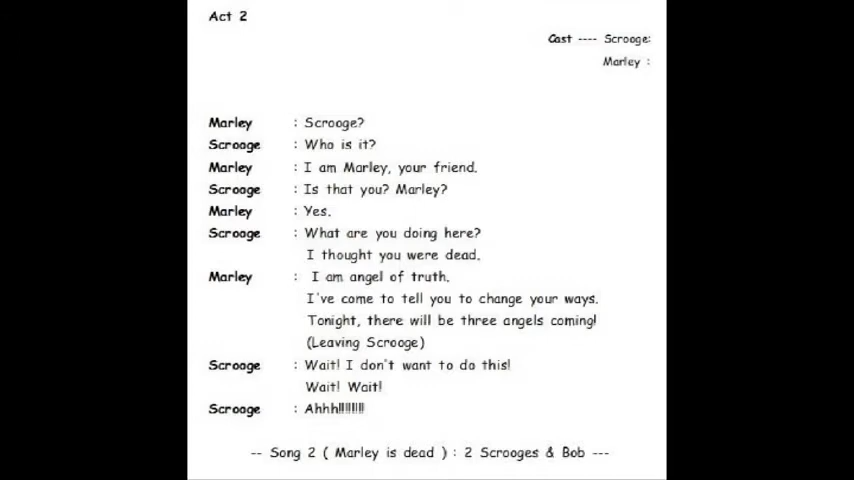 Act 2
Cast ---- Scrooge:
Marley :
Marley : Scrooge?
Scrooge : Who is it?
Marley : I am Marley, your friend.
Scrooge : Is that you? Marley?
Marley : Yes.
Scrooge : What are you doing here?
I thought you were dead.
Marley : I am angel of truth.
I've come to tell you to change your ways.
Tonight, there will be three angels coming!
(Leaving Scrooge)
Scrooge : Wait! I don't want to do this!
Wait! Wait!
Scrooge : Ahhh!!!!!!!!!
-- Song 2 ( Marley is dead ) : 2 Scrooges & Bob ---